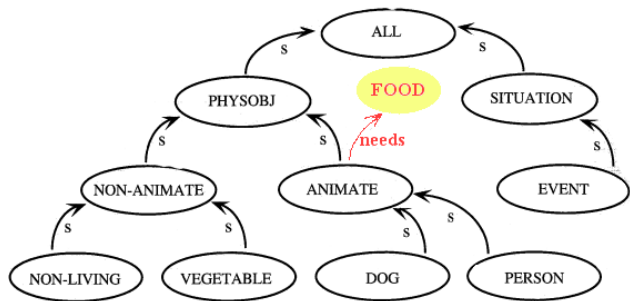 ALL
s
s
FOOD
PHYSOBJ
SITUATION
s
s
needs
s
NON-ANIMATE
ANIMATE
EVENT
s
s
s
s
NON-LIVING
VEGETABLE
DOG
PERSON